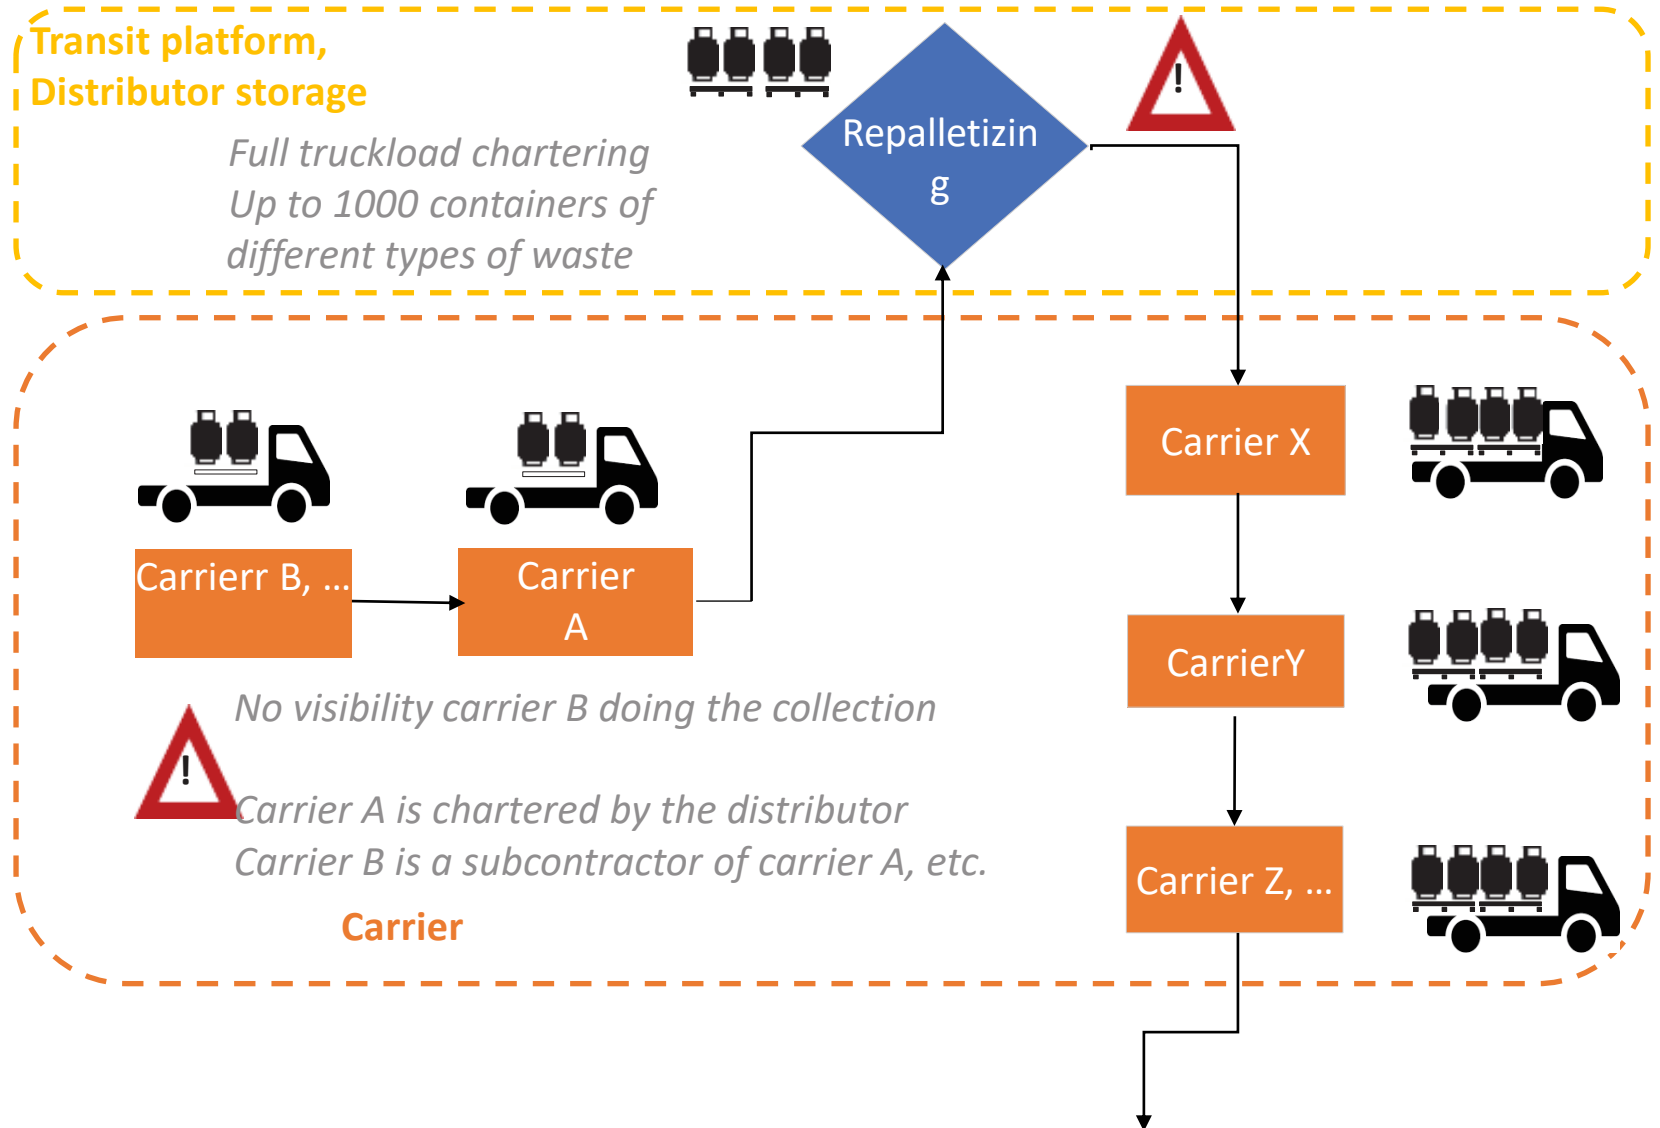 Transit platform,
Distributor storage
Full truckload chartering
Up to 1000 containers of
different types of waste
Repalletizin
g
!
Carrier X
Carrierr B, ...
Carrier
A
CarrierY
No visibility carrier B doing the collection
!
Carrier A is chartered by the distributor
Carrier B is a subcontractor of carrier A, etc.
Carrier Z, ...
Carrier